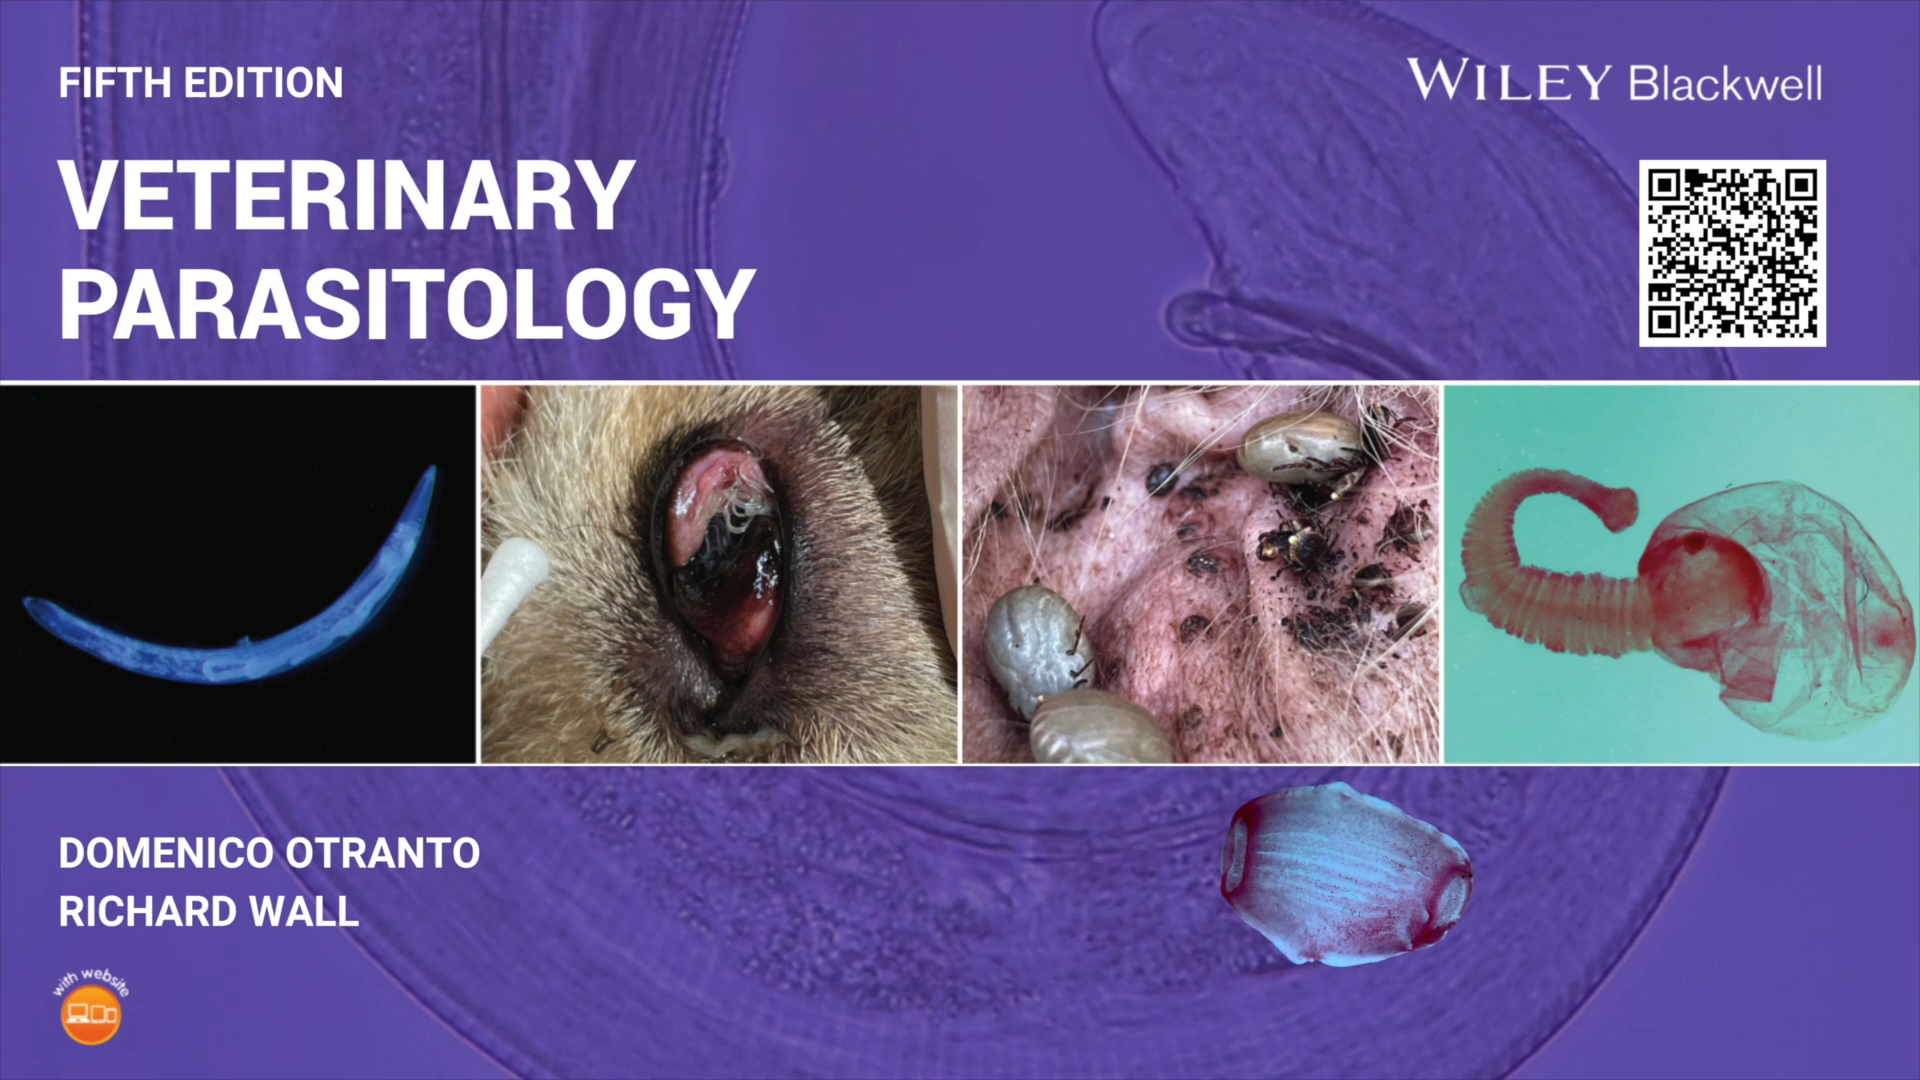 FIFTH EDITION
WILEY Blackwell
VETERINARY
PARASITOLOGY
DOMENICO OTRANTO
RICHARD WALL
with website